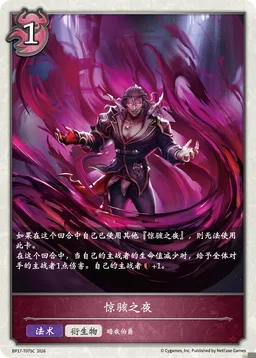 1
如果在这个回合中自己已使用其他『惊骇之夜』,则无法使用
此卡。
在这个回合中,当自己的主战者的生命值减少时,给予全体对
手的主战者1点伤害。自己的主战者+1。
惊骇之夜
法术 衍生物 暗夜伯爵
BP17-T07SC 2026 © Cygames, Inc. Published by NetEase Games